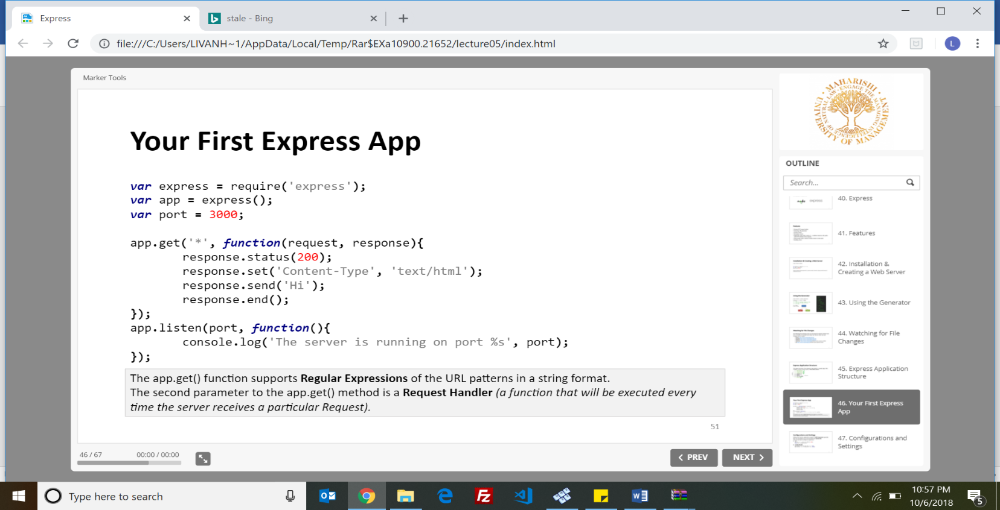 Express
stale - Bing
file:///C:/Users/LIVANH~1/AppData/Local/Temp/Rar$EXa10900.21652/lecture05/index.html
L
Marker Tools
Your First Express App
var express = require('express');
var app = express();
var port = 3000;
app.get('*', function(request, response){
response.status(200);
response.set('Content-Type', 'text/html');
response.send('Hi');
response.end();
});
app.listen(port, function(){
console.log('The server is running on port %s', port);
});
The app.get() function supports Regular Expressions of the URL patterns in a string format.
The second parameter to the app.get() method is a Request Handler (a function that will be executed every
time the server receives a particular Request).
51
46 / 67
00:00 / 00:00
PREV
NEXT
MAHARISHI UNIVERSITY OF MANAGEMENT
OUTLINE
Search...
40. Express
41. Features
42. Installation &
Creating a Web Server
43. Using the Generator
44. Watching for File
Changes
45. Express Application
Structure
46. Your First Express
App
47. Configurations and
Settings
Type here to search
10:57 PM
10/6/2018
5